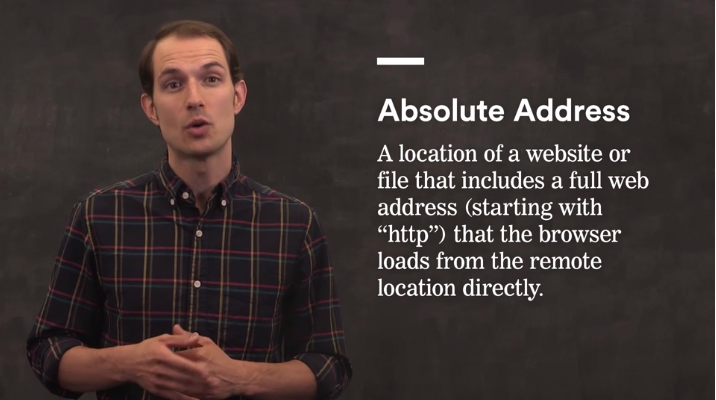 Absolute Address
A location of a website or
file that includes a full web
address (starting with
“http”) that the browser
loads from the remote
location directly.